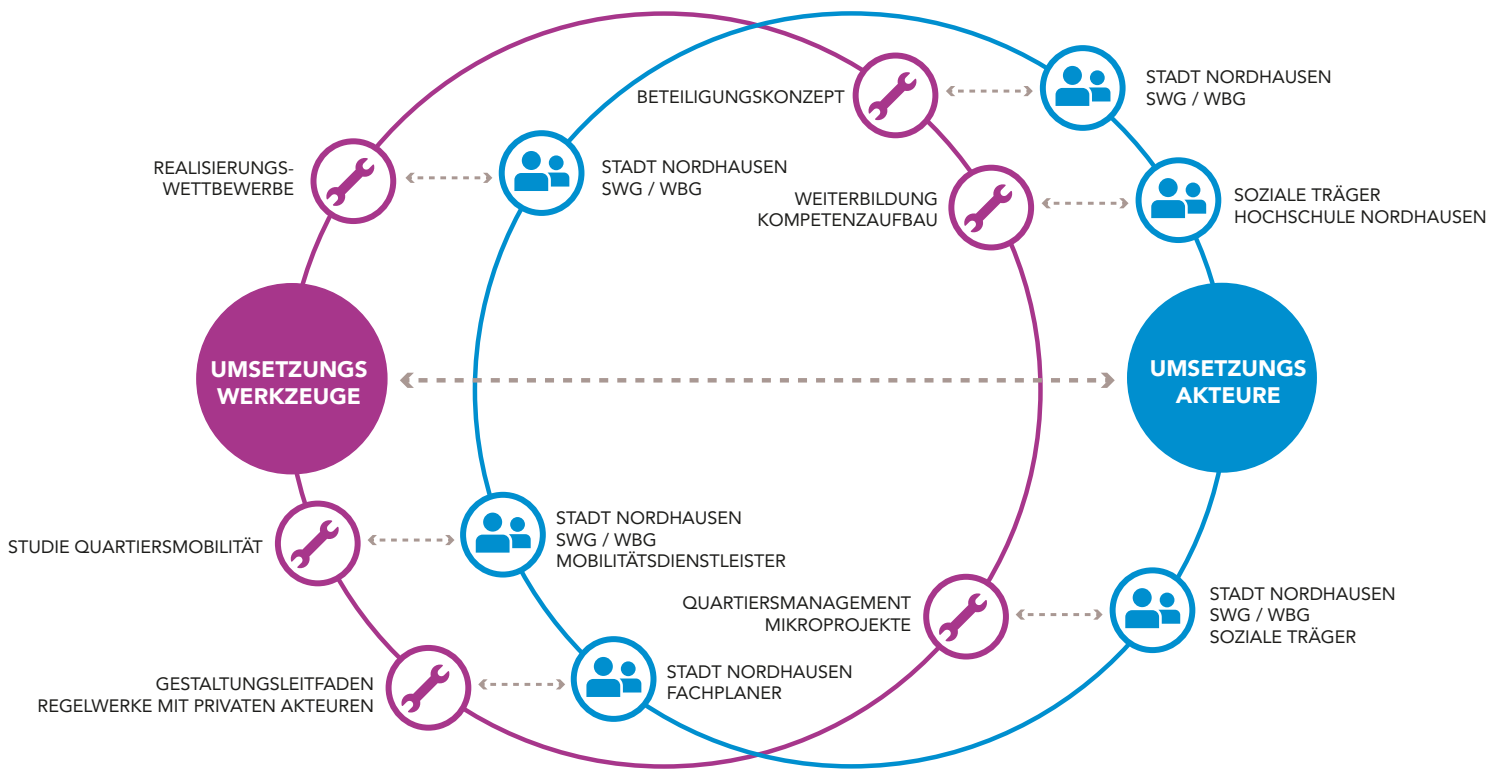 BETEILIGUNGSKONZEPT
STADT NORDHAUSEN
SWG / WBG
REALISIERUNGS-
WETTBEWERBE
STADT NORDHAUSEN
SWG / WBG
WEITERBILDUNG
KOMPETENZAUFBAU
SOZIALE TRÄGER
HOCHSCHULE NORDHAUSEN
UMSETZUNGS
WERKZEUGE
UMSETZUNGS
AKTEURE
STUDIE QUARTIERSMOBILITÄT
STADT NORDHAUSEN
SWG / WBG
MOBILITÄTSDIENSTLEISTER
QUARTIERSMANAGEMENT
MIKROPROJEKTE
STADT NORDHAUSEN
SWG / WBG
SOZIALE TRÄGER
GESTALTUNGSLEITFADEN
REGELWERKE MIT PRIVATEN AKTEUREN
STADT NORDHAUSEN
FACHPLANER